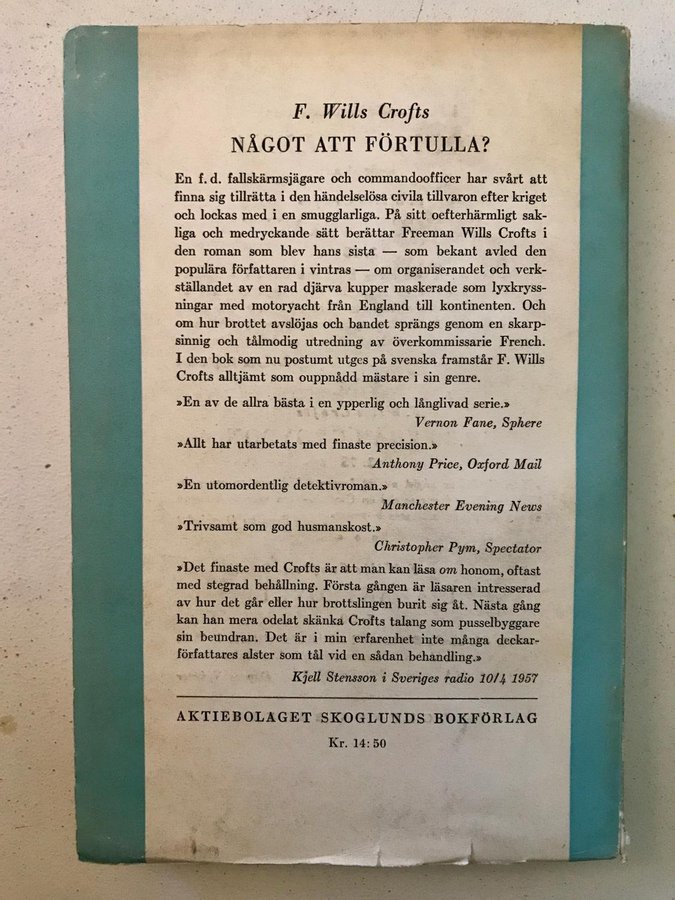 F. Wills Crofts
NÅGOT ATT FÖRTULLA?
En f. d. fallskärmsjägare och commandoofficer har svårt att
finna sig tillrätta i den händelselösa civila tillvaron efter kriget
och lockas med i en smugglarliga. På sitt oefterhärmligt sak-
liga och medryckande sätt berättar Freeman Wills Crofts i
den roman som blev hans sista — som bekant avled den
populära författaren i vintras — om organiserandet och verk-
ställandet av en rad djärva kupper maskerade som lyxkryss-
ningar med motoryacht från England till kontinenten. Och
om hur brottet avslöjas och bandet sprängs genom en skarp-
sinnig och tålmodig utredning av överkommissarie French.
I den bok som nu postumt utges på svenska framstår F. Wills
Crofts alltjämt som ouppnådd mästare i sin genre.
»En av de allra bästa i en ypperlig och långlivad serie.»
Vernon Fane, Sphere
»Allt har utarbetats med finaste precision.»
Anthony Price, Oxford Mail
»En utomordentlig detektivroman.»
Manchester Evening News
»Trivsamt som god husmanskost.»
Christopher Pym, Spectator
»Det finaste med Crofts är att man kan läsa om honom, oftast
med stegrad behållning. Första gången är läsaren intresserad
av hur det går eller hur brottslingen burit sig åt. Nästa gång
kan han mera odelat skänka Crofts talang som pusselbyggare
sin beundran. Det är i min erfarenhet inte många deckar-
författares alster som tål vid en sådan behandling.»
Kjell Stensson i Sveriges radio 10/4 1957
AKTIEBOLAGET SKOGLUNDS BOKFÖRLAG
Kr. 14: 50